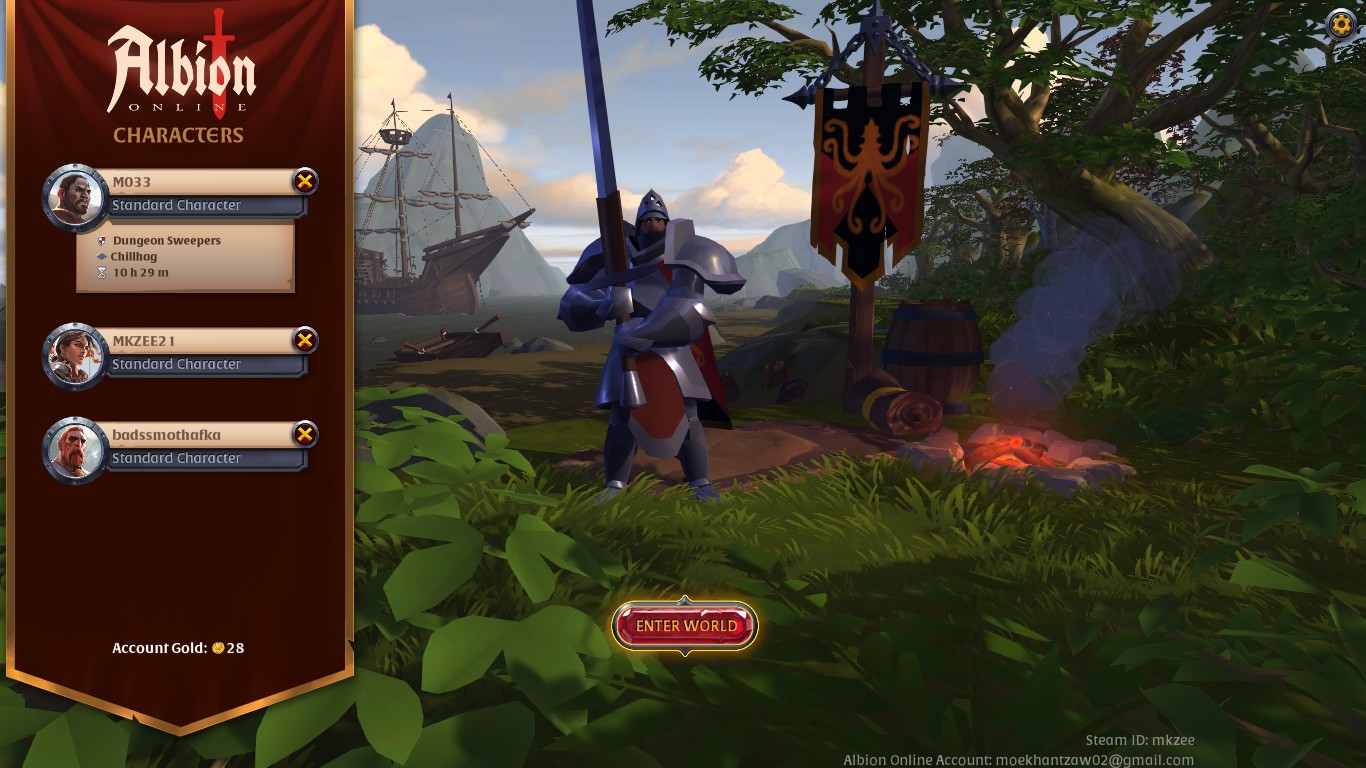 Albion
ONLINE
CHARACTERS
MO33
Standard Character
Dungeon Sweepers
Chillhag
10 h 29 m
MKZEE21
Standard Character
badssmothafka
Standard Character
Account Gold: 28
ENTER WORLD
Steam ID: mkzee
Albion Online Account: moekhantzaw02@gmail.com